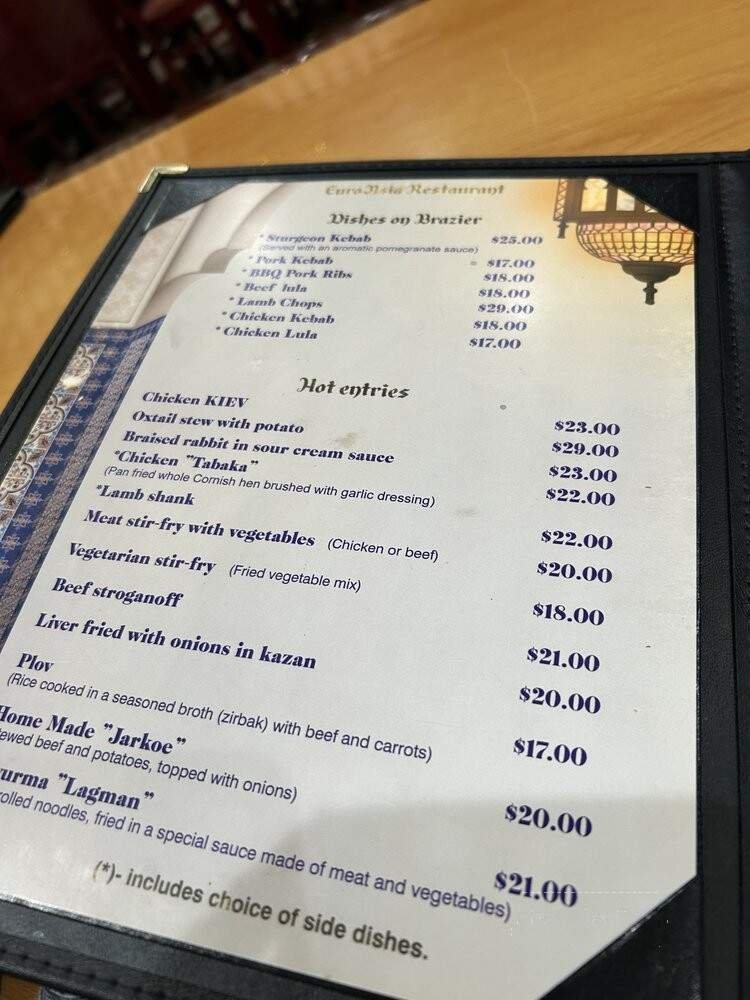 EuroAsia Restaurant
Dishes on Brazier
* Sturgeon Kebab $25.00
(Served with an aromatic pomegranate sauce)
* Pork Kebab $17.00
* BBQ Pork Ribs $18.00
* Beef lula $18.00
* Lamb Chops $29.00
* Chicken Kebab $18.00
* Chicken Lula $17.00
Hot entries
Chicken KIEV $23.00
Oxtail stew with potato $29.00
Braised rabbit in sour cream sauce $23.00
*Chicken "Tabaka" $22.00
(Pan fried whole Cornish hen brushed with garlic dressing)
*Lamb shank $22.00
Meat stir-fry with vegetables (Chicken or beef) $20.00
Vegetarian stir-fry (Fried vegetable mix) $18.00
Beef stroganoff $21.00
Liver fried with onions in kazan $20.00
Plov $17.00
(Rice cooked in a seasoned broth (zirbak) with beef and carrots)
Home Made "Jarkoe" $20.00
ewed beef and potatoes, topped with onions)
urma "Lagman" $21.00
olled noodles, fried in a special sauce made of meat and vegetables)
(*)- includes choice of side dishes.